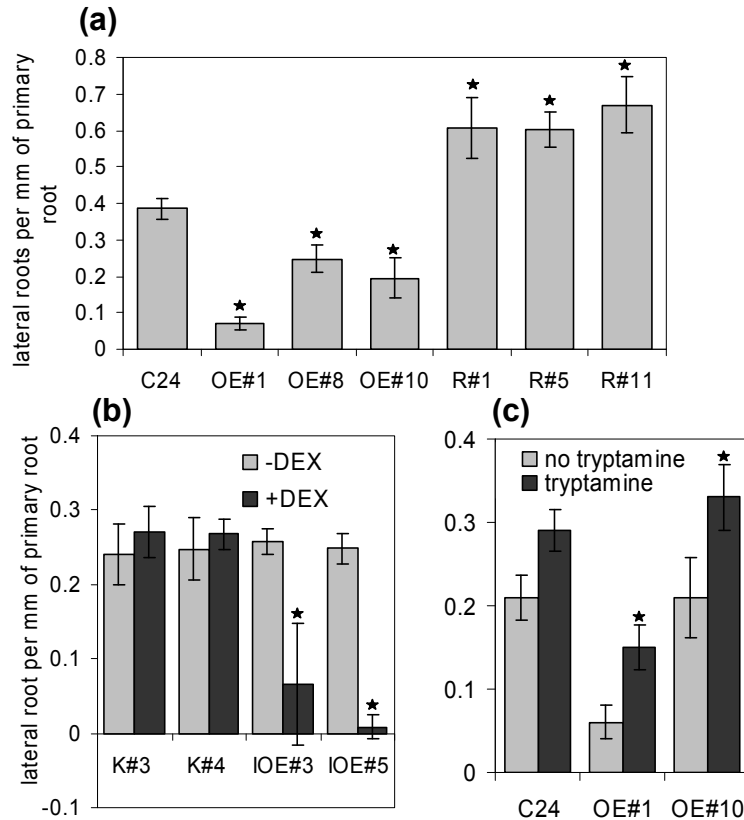 (a)
lateral roots per mm of primary
root
0.8
0.7
0.6
0.5
0.4
0.3
0.2
0.1
0
C24 OE#1 OE#8 OE#10 R#1 R#5 R#11
(b)
lateral root per mm of primary root
0.4
0.3
0.2
0.1
0
-0.1
-DEX
+DEX
K#3 K#4 IOE#3 IOE#5
(c)
0.4
0.3
0.2
0.1
0
no tryptamine
tryptamine
C24 OE#1 OE#10